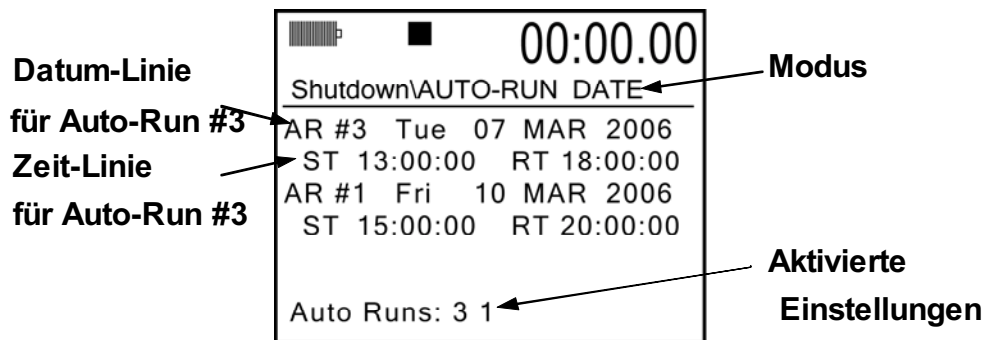 00:00.00
Shutdown\AUTO-RUN DATE
AR #3 Tue 07 MAR 2006
ST 13:00:00 RT 18:00:00
AR #1 Fri 10 MAR 2006
ST 15:00:00 RT 20:00:00
Auto Runs: 3 1
Datum-Linie
für Auto-Run #3
Zeit-Linie
für Auto-Run #3
Modus
Aktivierte
Einstellungen